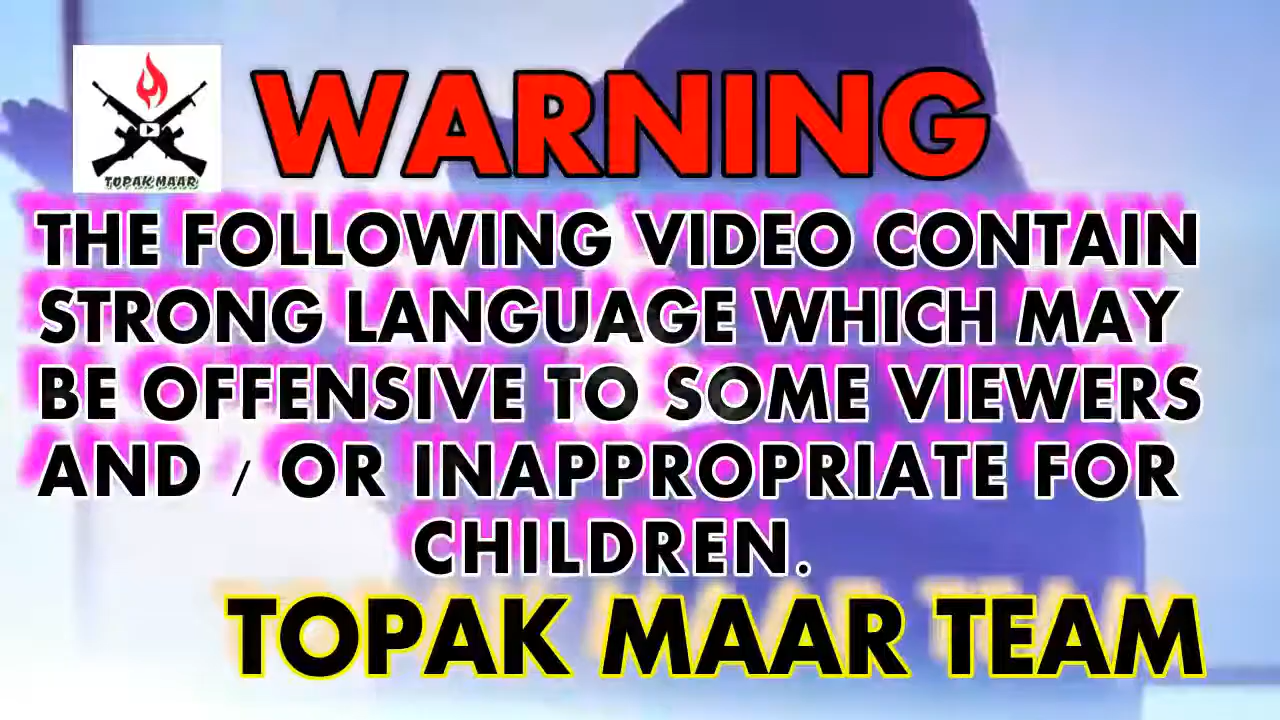 WARNING
TOPAK MAAR
THE FOLLOWING VIDEO CONTAIN
STRONG LANGUAGE WHICH MAY
BE OFFENSIVE TO SOME VIEWERS
AND / OR INAPPROPRIATE FOR
CHILDREN.
TOPAK MAAR TEAM